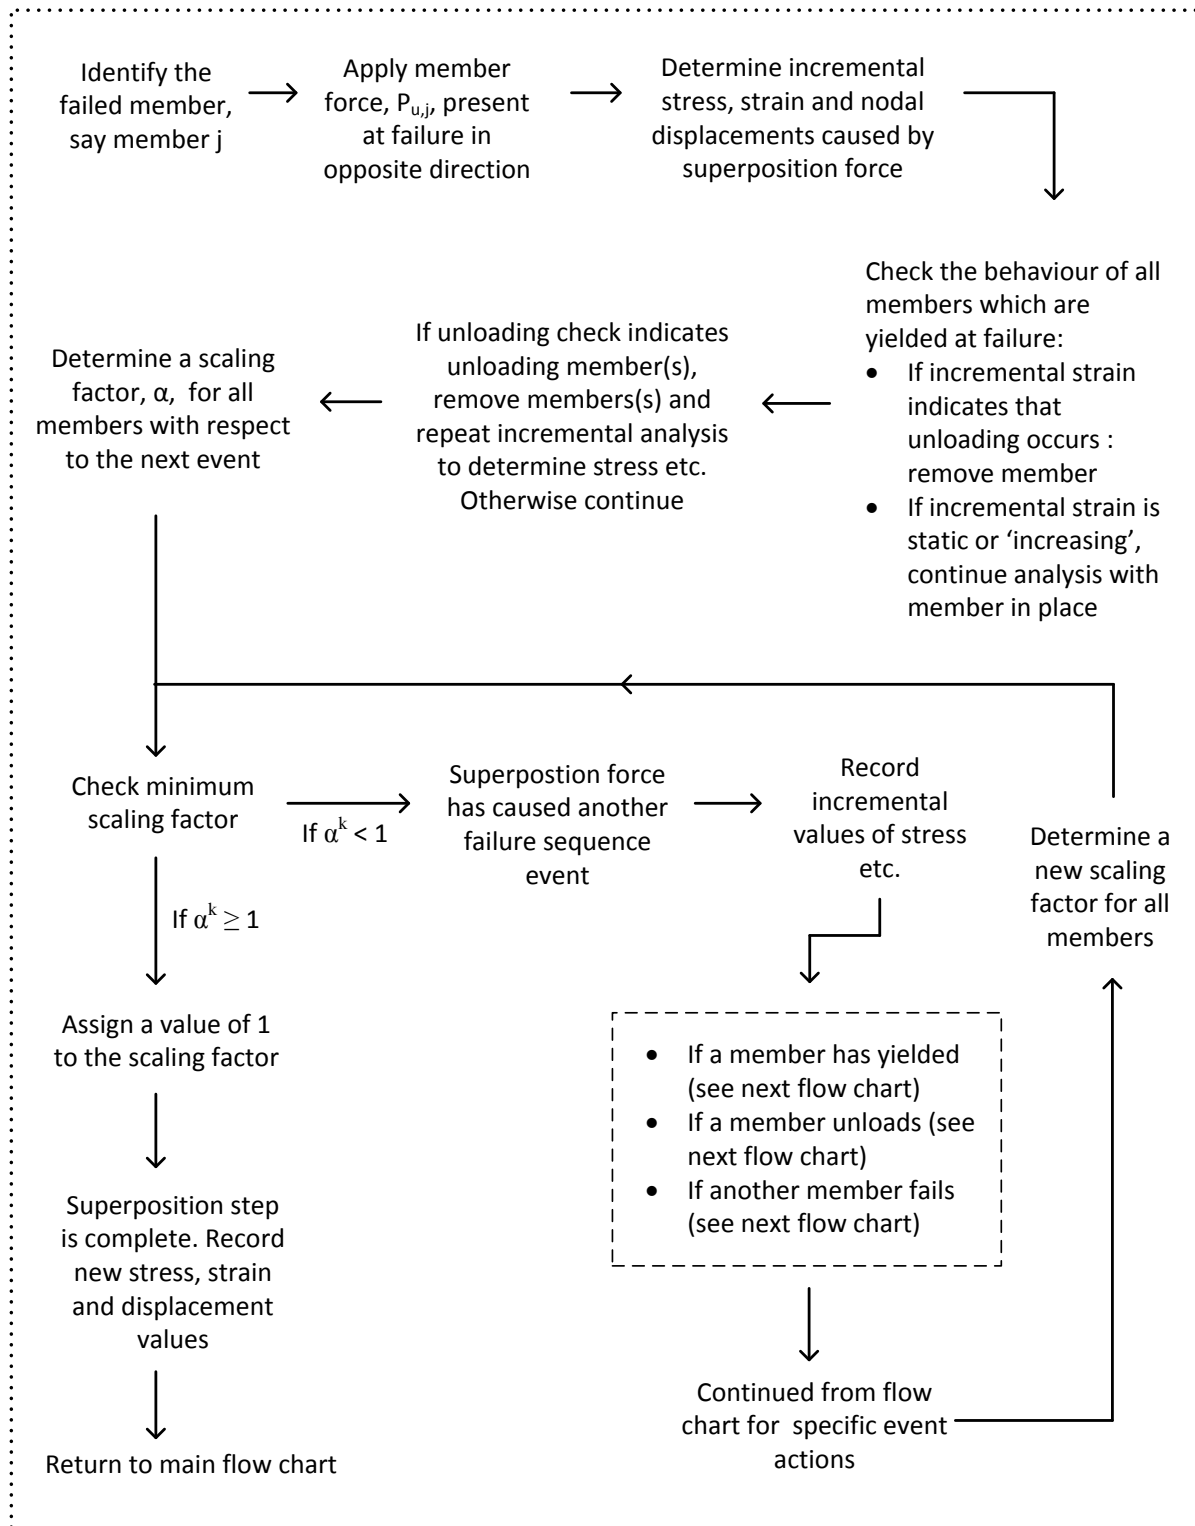 Identify the
failed member,
say member j
Apply member
force, Pu,j, present
at failure in
opposite direction
Determine incremental
stress, strain and nodal
displacements caused by
superposition force
Check the behaviour of all
members which are
yielded at failure:
• If incremental strain
indicates that
unloading occurs :
remove member
• If incremental strain is
static or ‘increasing’,
continue analysis with
member in place
If unloading check indicates
unloading member(s),
remove members(s) and
repeat incremental analysis
to determine stress etc.
Otherwise continue
Determine a scaling
factor, α, for all
members with respect
to the next event
Check minimum
scaling factor
If α^k < 1
Superpostion force
has caused another
failure sequence
event
Record
incremental
values of stress
etc.
Determine a
new scaling
factor for all
members
If α^k ≥ 1
Assign a value of 1
to the scaling factor
• If a member has yielded
(see next flow chart)
• If a member unloads (see
next flow chart)
• If another member fails
(see next flow chart)
Superposition step
is complete. Record
new stress, strain
and displacement
values
Continued from flow
chart for specific event
actions
Return to main flow chart